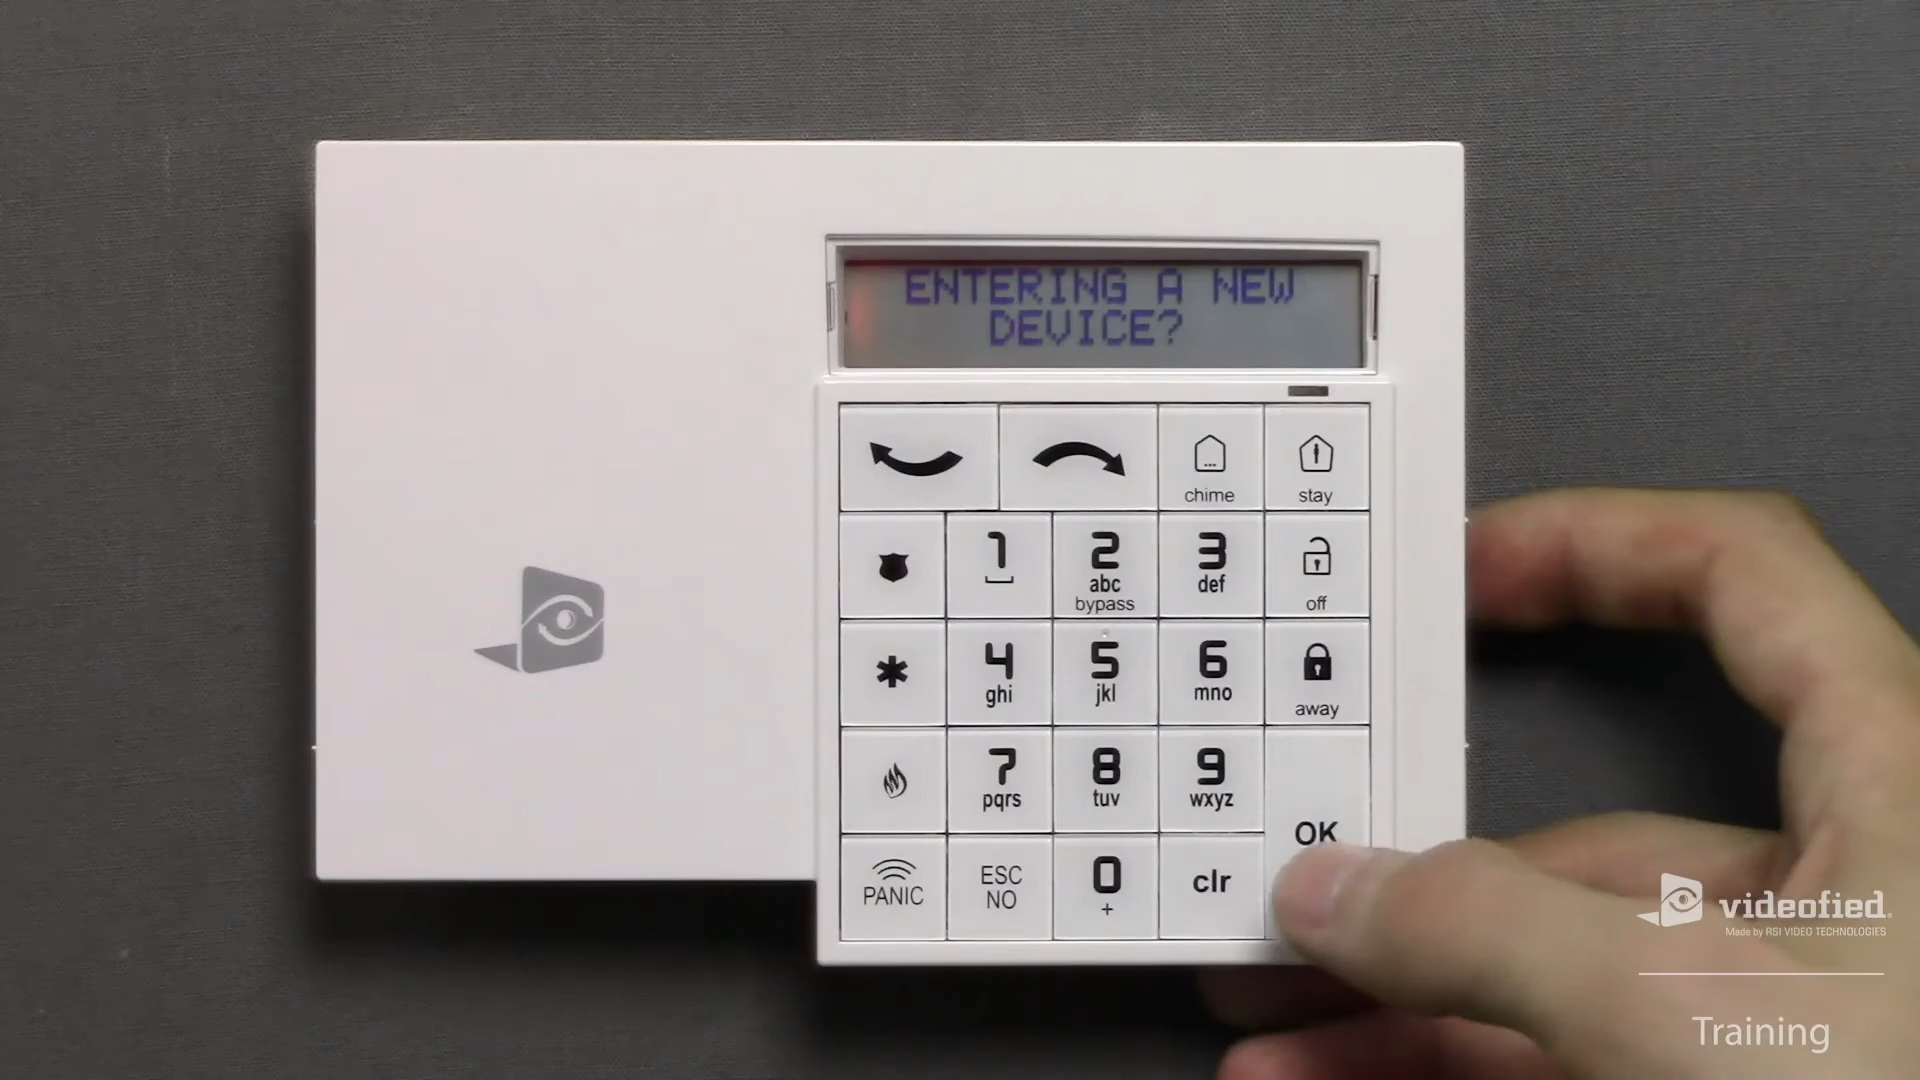 ENTERING A NEW
DEVICE?
chime
stay
1
2
abc
bypass
3
def
off
*
4
ghi
5
jkl
6
mno
away
7
pqrs
8
tuv
9
wxyz
OK
PANIC
ESC
NO
0
+
clr
videofied
Made by RSI VIDEO TECHNOLOGIES
Training